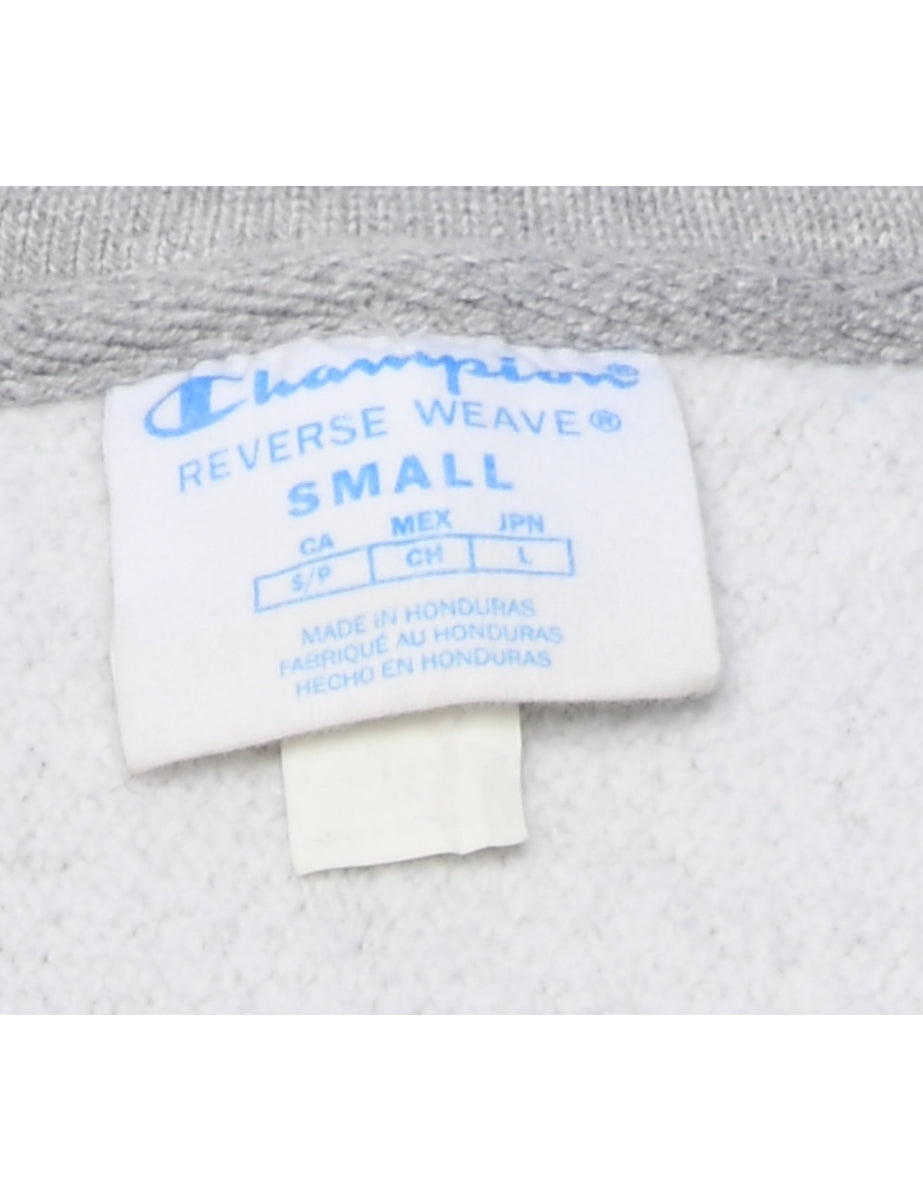 Champion®
REVERSE WEAVE®
SMALL
CA MEX JPN
S/P CH L
MADE IN HONDURAS
FABRIQUÉ AU HONDURAS
HECHO EN HONDURAS